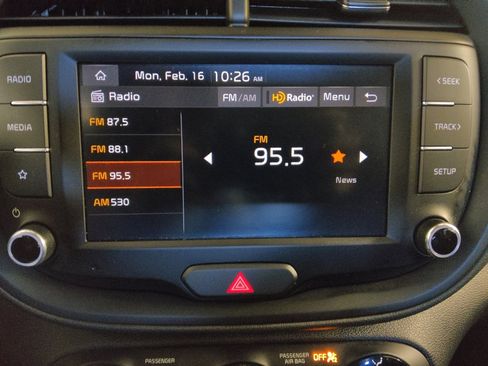 RADIO
MEDIA
Mon, Feb. 16 10:26 AM
Radio FM/AM HD Radio® Menu
FM 87.5
FM 88.1
FM 95.5
AM 530
FM
95.5
News
< SEEK
TRACK >
SETUP
PASSENGER
PASSENGER
AIR BAG
OFF